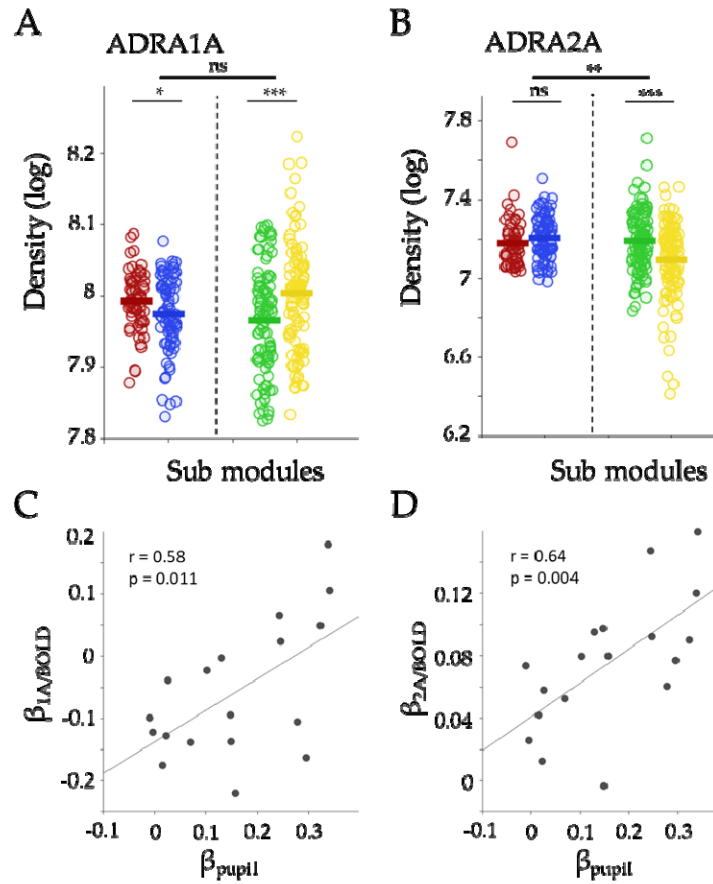 A
ADRA1A
ns
*
***
8.2
8.1
8
7.9
7.8
Density (log)
Sub modules
B
ADRA2A
**
ns
***
7.8
7.4
7
6.6
6.2
Density (log)
Sub modules
C
r = 0.58
p = 0.011
0.2
0.1
0
-0.1
-0.2
β1A/BOLD
-0.1 0 0.1 0.2 0.3
βpupil
D
r = 0.64
p = 0.004
0.12
0.08
0.04
0
β2A/BOLD
-0.1 0 0.1 0.2 0.3
βpupil